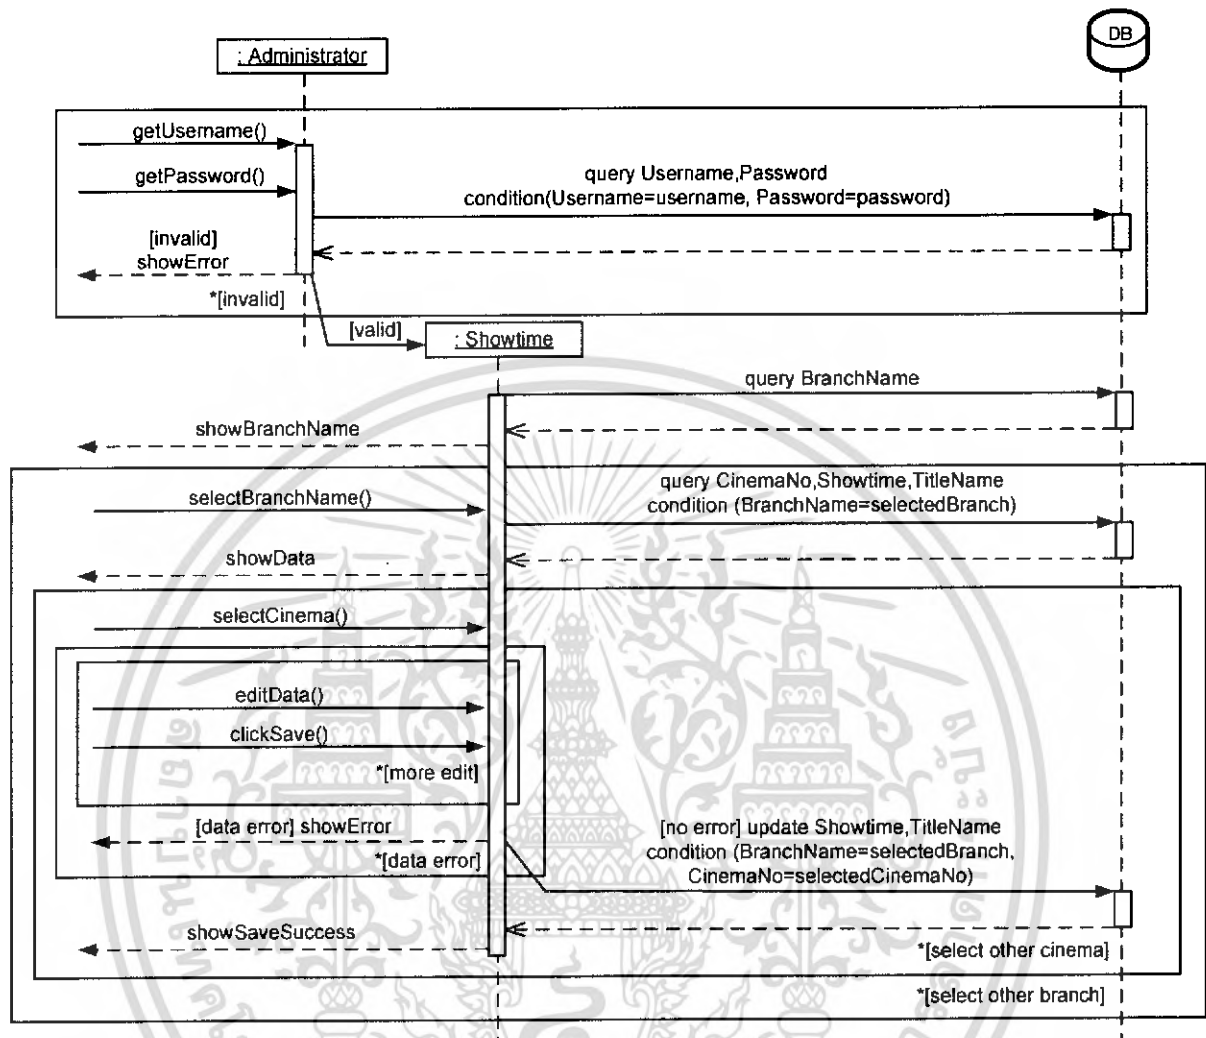 DB
: Administrator
getUsername()
getPassword()
query Username,Password
condition(Username=username, Password=password)
[invalid]
showError
*[invalid]
[valid]
: Showtime
query BranchName
showBranchName
query CinemaNo,Showtime,TitleName
condition (BranchName=selectedBranch)
selectBranchName()
showData
selectCinema()
editData()
clickSave()
*[more edit]
[data error] showError
*[data error]
[no error] update Showtime,TitleName
condition (BranchName=selectedBranch,
CinemaNo=selectedCinemaNo)
showSaveSuccess
*[select other cinema]
*[select other branch]